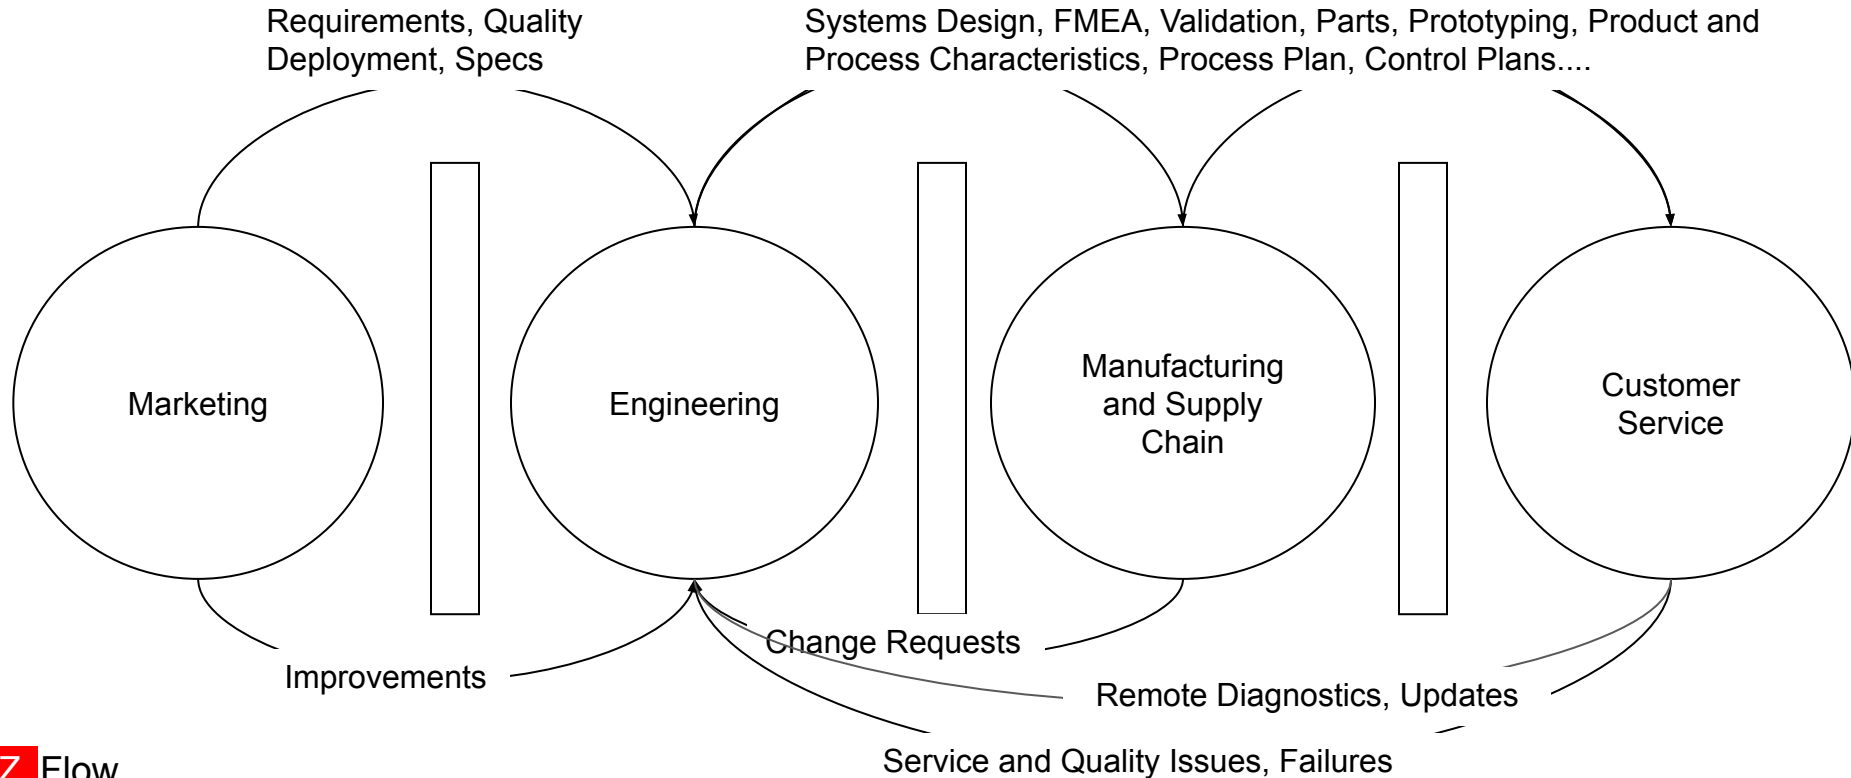 Requirements, Quality
Deployment, Specs
Systems Design, FMEA, Validation, Parts, Prototyping, Product and
Process Characteristics, Process Plan, Control Plans....
Marketing
Engineering
Manufacturing
and Supply
Chain
Customer
Service
Change Requests
Improvements
Remote Diagnostics, Updates
Service and Quality Issues, Failures
Z Flow